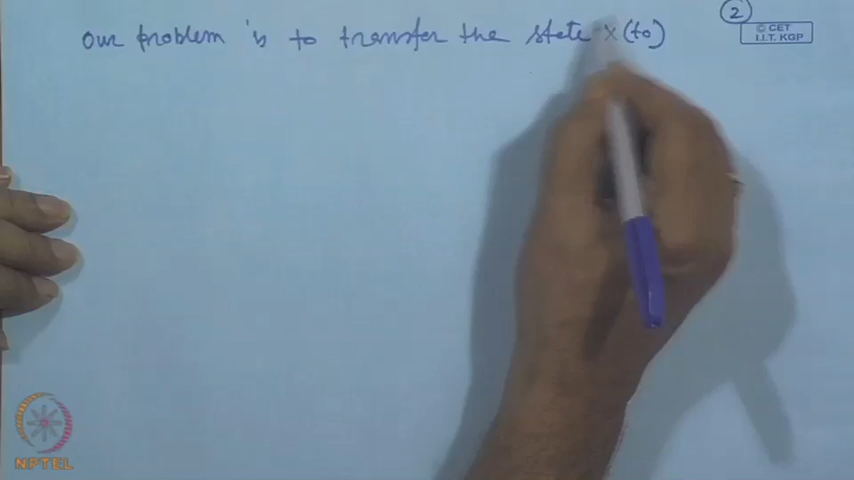 our problem is to transfer the state x(to)
2
© CET
I.I.T. KGP
NPTEL